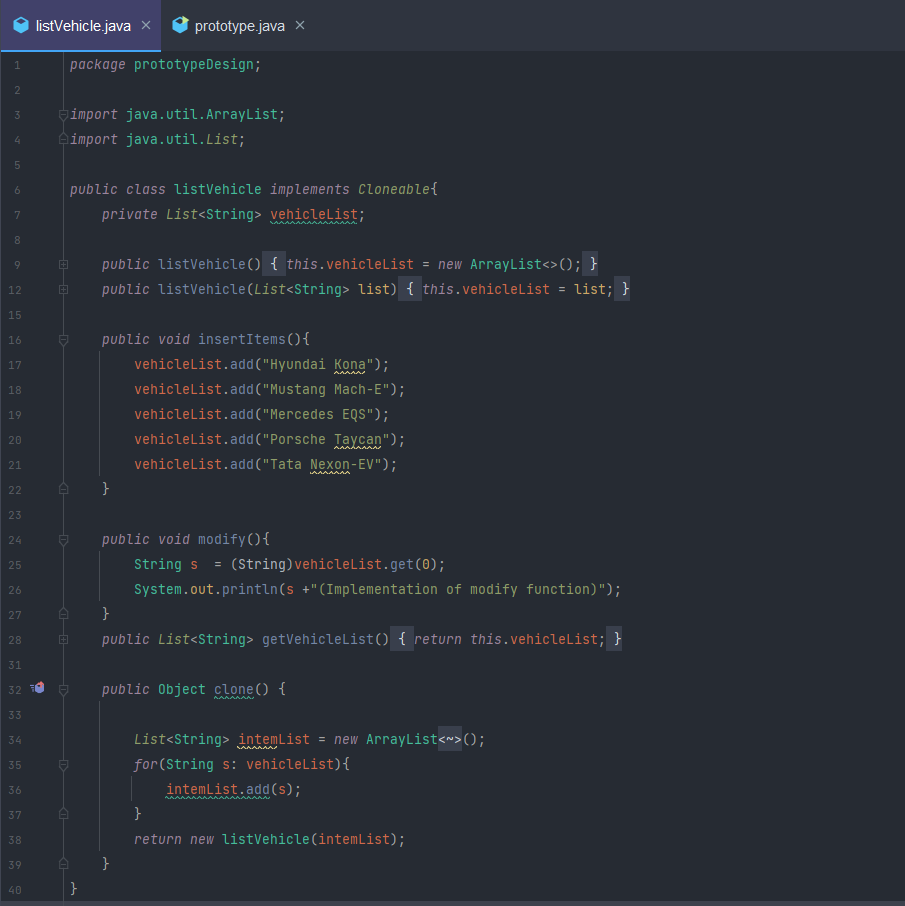 listVehicle.java × prototype.java ×
1 package prototypeDesign;
2
3 import java.util.ArrayList;
4 import java.util.List;
5
6 public class listVehicle implements Cloneable{
7 private List<String> vehicleList;
8
9 public listVehicle() { this.vehicleList = new ArrayList<>(); }
12 public listVehicle(List<String> list) { this.vehicleList = list; }
15
16 public void insertItems(){
17 vehicleList.add("Hyundai Kona");
18 vehicleList.add("Mustang Mach-E");
19 vehicleList.add("Mercedes EQS");
20 vehicleList.add("Porsche Taycan");
21 vehicleList.add("Tata Nexon-EV");
22 }
23
24 public void modify(){
25 String s  = (String)vehicleList.get(0);
26 System.out.println(s +"(Implementation of modify function)");
27 }
28 public List<String> getVehicleList() { return this.vehicleList; }
31
32 public Object clone() {
33
34 List<String> intemList = new ArrayList<~>();
35 for(String s: vehicleList){
36 intemList.add(s);
37 }
38 return new listVehicle(intemList);
39 }
40 }